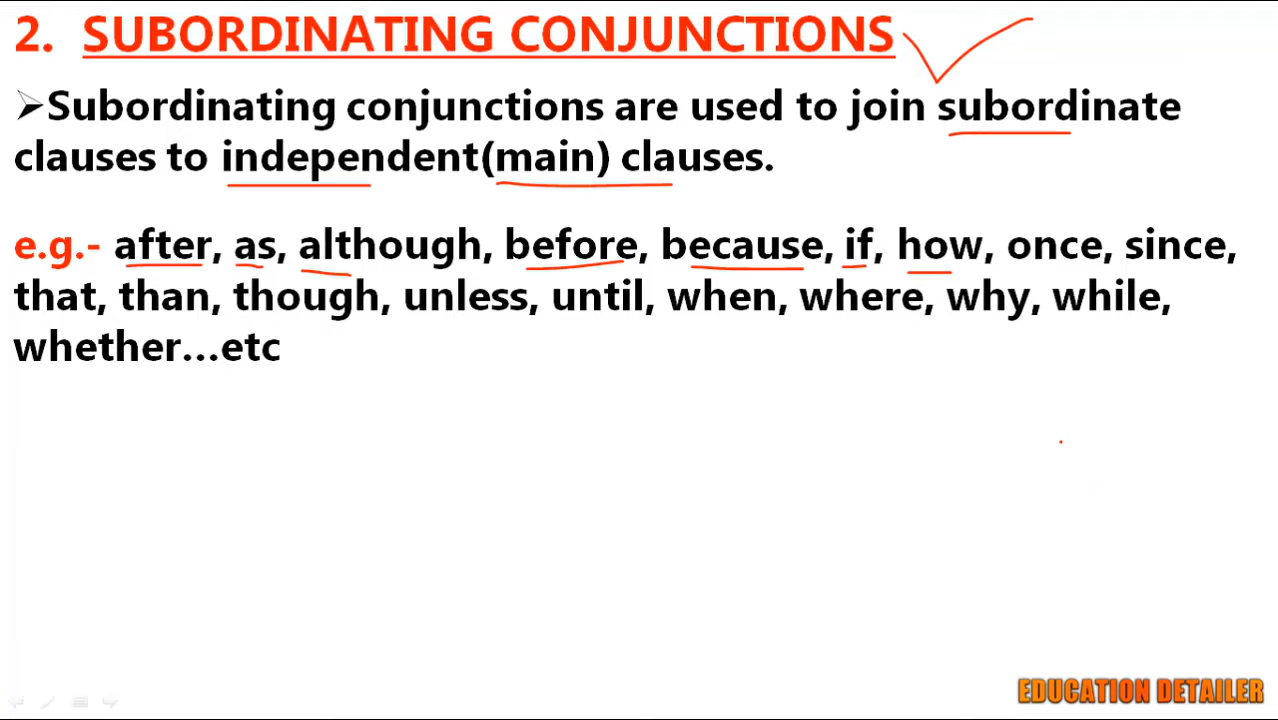 2. SUBORDINATING CONJUNCTIONS
➢Subordinating conjunctions are used to join subordinate
clauses to independent(main) clauses.
e.g.- after, as, although, before, because, if, how, once, since,
that, than, though, unless, until, when, where, why, while,
whether...etc
EDUCATION DETAILER